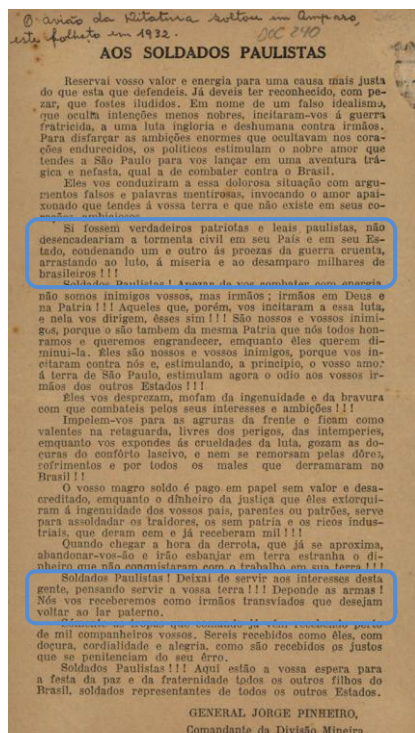 O avião da Ditatura soltou em Amparo,
este folheto em 1932.
DOC 240
AOS SOLDADOS PAULISTAS
Reservai vosso valor e energia para uma causa mais justa
do que esta que defendeis. Já deveis ter reconhecido, com pe-
zar, que fostes iludidos. Em nome de um falso idealismo,
que oculta intenções menos nobres, incitaram-vos á guerra
fratricida, a uma luta ingloria e deshumana contra irmãos.
Para disfarçar as ambições enormes que ocultavam nos cora-
ções endurecidos, os politicos estimulam o nobre amor que
tendes a São Paulo para vos lançar em uma aventura trá-
gica e nefasta, qual a de combater contra o Brasil.
Eles vos conduziram a essa dolorosa situação com argu-
mentos falsos e palavras mentirosas, invocando o amor apai-
xonado que tendes á vossa terra e que não existe em seus co-
rações ambiciosos.
Si fossem verdadeiros patriotas e leais paulistas, não
desencadeariam a tormenta civil em seu País e em seu Es-
tado, condenando um e outro ás proezas da guerra cruenta,
arrastando ao luto, á miseria e ao desamparo milhares de
brasileiros !!!
Soldados Paulistas! Apezar de vos combater com energia
não somos inimigos vossos, mas irmãos; irmãos em Deus e
na Patria!!! Aqueles que, porém, vos incitaram a essa luta,
e nela vos dirigem, êsses sim!!! São nossos e vossos inimi-
gos, porque o são tambem da mesma Patria que nós todos hon-
ramos e queremos engrandecer, emquanto êles querem di-
minui-la. Êles são nossos e vossos inimigos, porque vos in-
citaram contra nós e, estimulando, a principio, o vosso amor
á terra de São Paulo, estimulam agora o odio aos vossos ir-
mãos dos outros Estados!!!
Êles vos desprezam, mofam da ingenuidade e da bravura
com que combateis pelos seus interesses e ambições!!!
Impelem-vos para as agruras da frente e ficam como
valentes na retaguarda, livres dos perigos, das intemperies,
emquanto vos expondes ás crueldades da luta, gozam as do-
çuras do confôrto lascivo, e nem se remorsam pelas dôres,
sofrimentos e por todos os males que derramaram no
Brasil!!
O vosso magro soldo é pago em papel sem valor e desa-
creditado, emquanto o dinheiro da justiça que êles extorqui-
ram á ingenuidade dos vossos pais, parentes ou patrões, serve
para assoldadar os traidores, os sem patria e os ricos indus-
triais, que deram cem e já receberam mil!!!
Quando chegar a hora da derrota, que já se aproxima,
abandonar-vos-ão e irão esbanjar em terra estranha o di-
nheiro que não conquistaram com o trabalho em sua terra!!!
Soldados Paulistas! Deixai de servir aos interesses desta
gente, pensando servir a vossa terra!!! Deponde as armas!
Nós vos receberemos como irmãos transviados que desejam
voltar ao lar paterno.
Sómente as tropas que comando já vão recebendo perto
de mil companheiros vossos. Sereis recebidos como êles, com
doçura, cordialidade e alegria, como são recebidos os justos
que se penitenciam do seu êrro.
Soldados Paulistas!!! Aqui estão a vossa espera para
a festa da paz e da fraternidade todos os outros filhos do
Brasil, soldados representantes de todos os outros Estados.
GENERAL JORGE PINHEIRO,
Comandante da Divisão Mineira